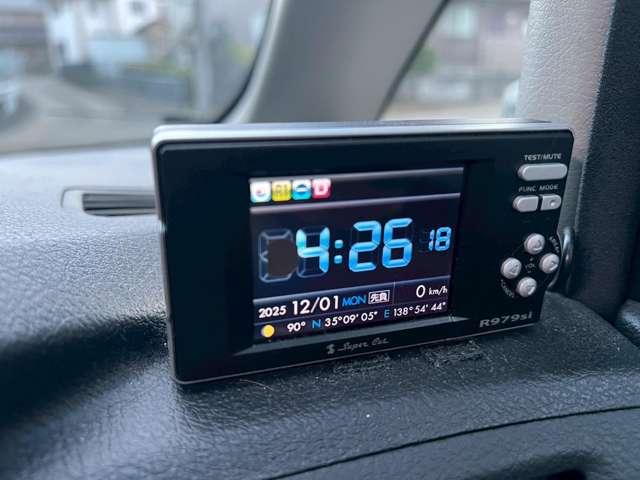 TEST/MUTE
FUNC MODE
4:26 18
2025 12/01 MON 先負 0 km/h
90° N 35°09'05" E 138°54'44"
R979si
Super Cat